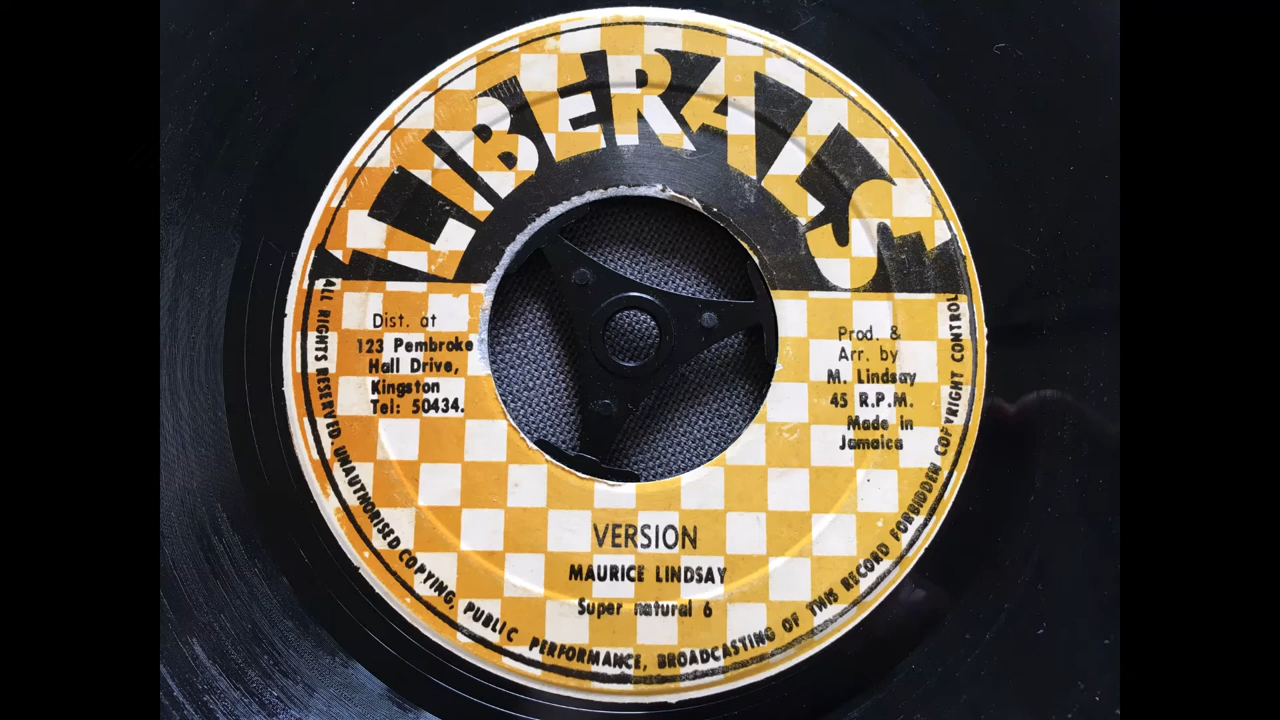 LIBERALS
Dist. at
123 Pembroke
Hall Drive,
Kingston
Tel: 50434.
Prod. &
Arr. by
M. Lindsay
45 R.P.M.
Made in
Jamaica
VERSION
MAURICE LINDSAY
Super natural 6
ALL RIGHTS RESERVED. UNAUTHORISED COPYING, PUBLIC PERFORMANCE, BROADCASTING OF THIS RECORD FORBIDDEN COPYRIGHT CONTROL